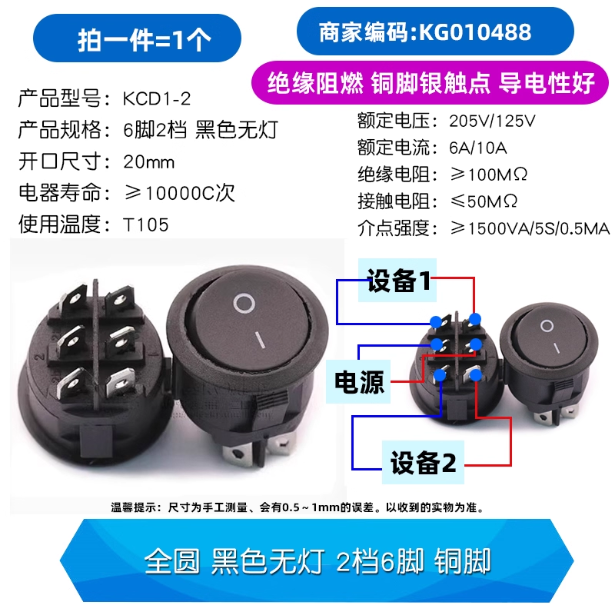 拍一件=1个
商家编码:KG010488
绝缘阻燃 铜脚银触点 导电性好
产品型号: KCD1-2
产品规格: 6脚2档 黑色无灯
开口尺寸: 20mm
电器寿命: ≥10000C次
使用温度: T105
额定电压: 205V/125V
额定电流: 6A/10A
绝缘电阻: ≥100MΩ
接触电阻: ≤50MΩ
介点强度: ≥1500VA/5S/0.5MA
设备1
电源
设备2
温馨提示: 尺寸为手工测量、会有0.5~1mm的误差。以收到的实物为准。
全圆 黑色无灯 2档6脚 铜脚